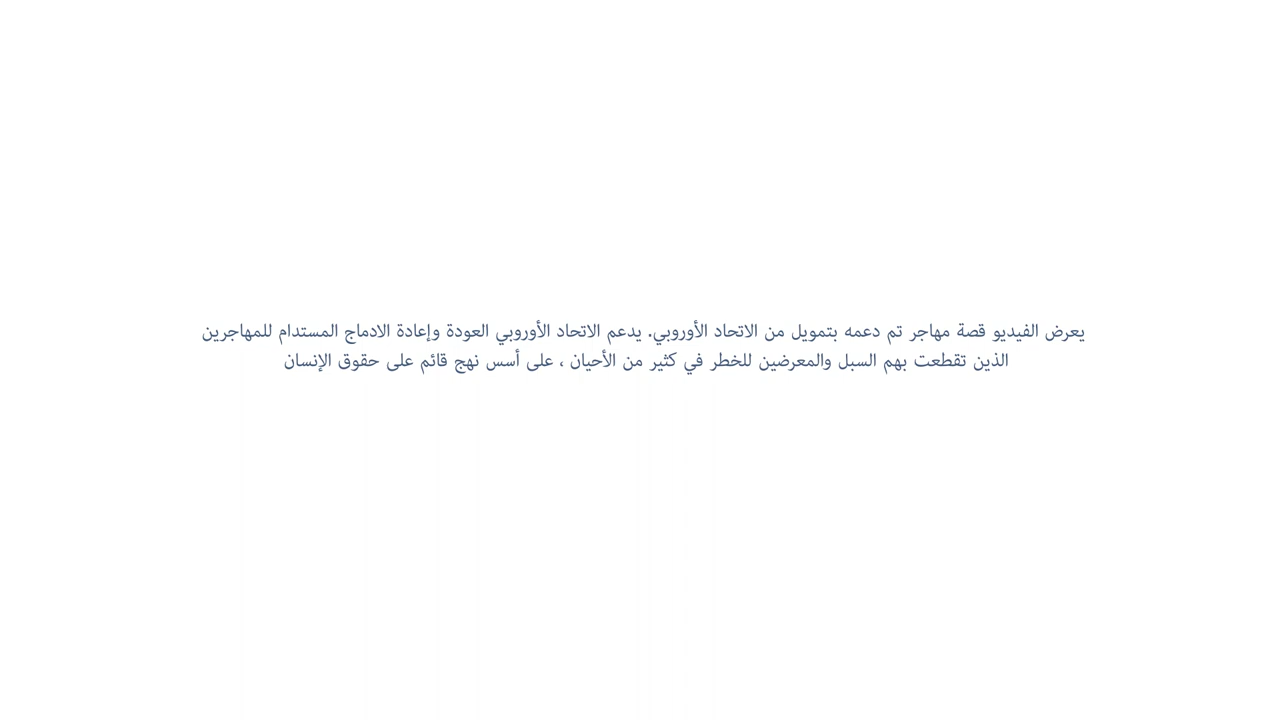 يعرض الفيديو قصة مهاجر تم دعمه بتمويل من الاتحاد الأوروبي. يدعم الاتحاد الأوروبي العودة وإعادة الادماج المستدام للمهاجرين
الذين تقطعت بهم السبل والمعرضين للخطر في كثير من الأحيان ، على أسس نهج قائم على حقوق الإنسان